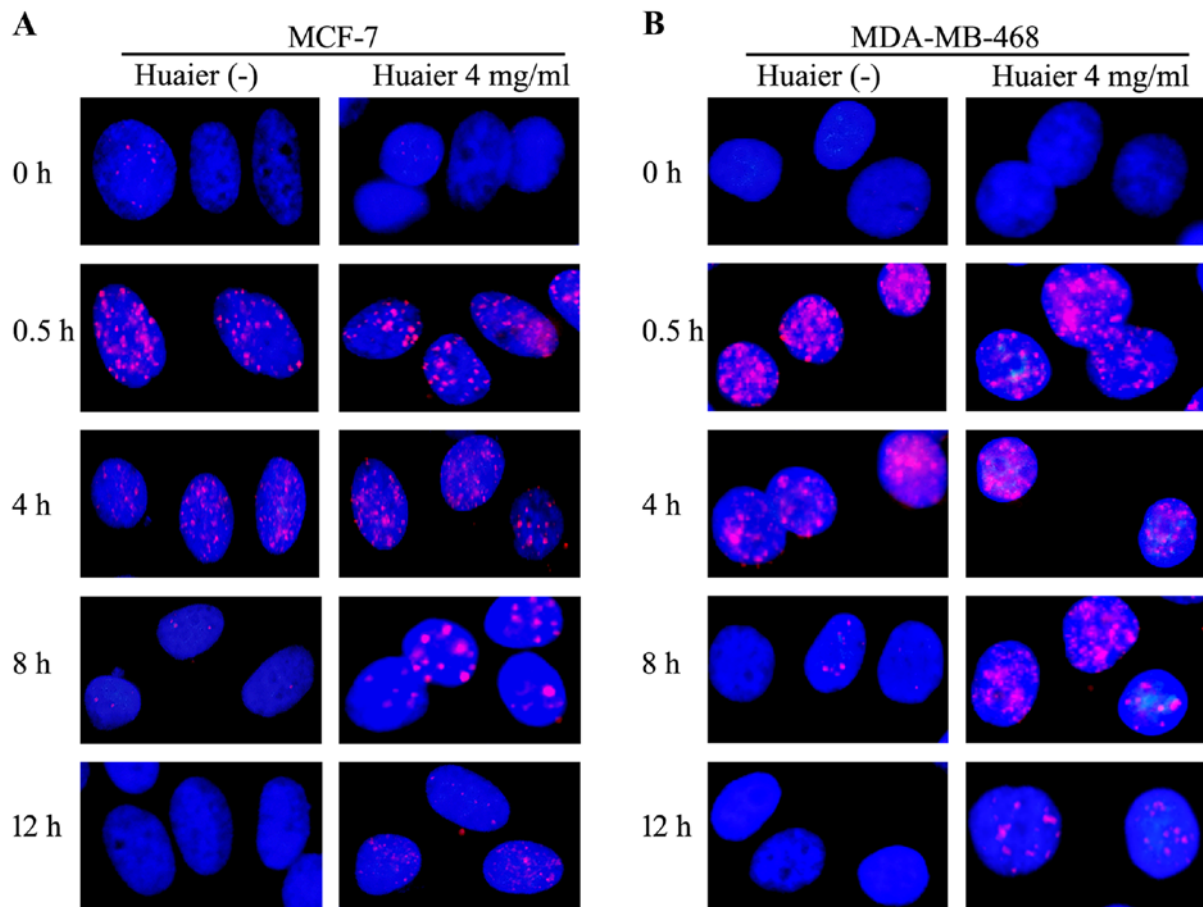 A
MCF-7
Huaier (-) Huaier 4 mg/ml
0 h
0.5 h
4 h
8 h
12 h
B
MDA-MB-468
Huaier (-) Huaier 4 mg/ml
0 h
0.5 h
4 h
8 h
12 h